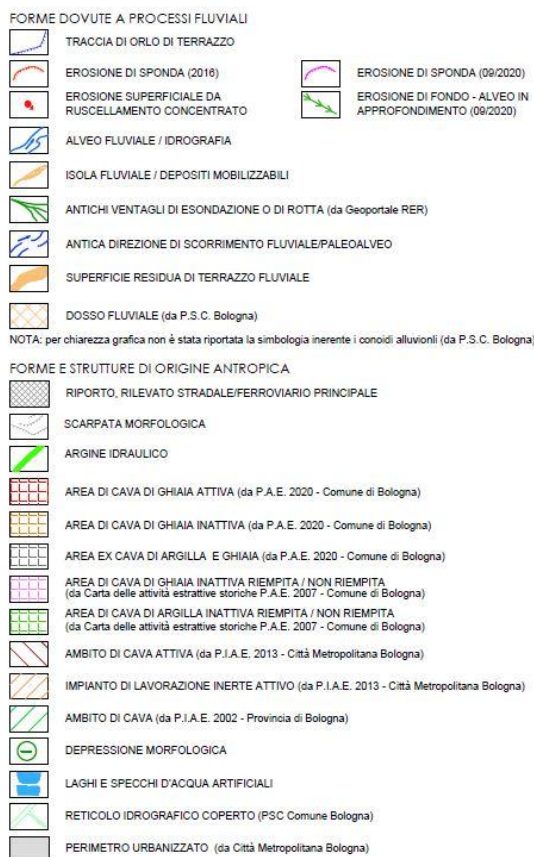 FORME DOVUTE A PROCESSI FLUVIALI
TRACCIA DI ORLO DI TERRAZZO
EROSIONE DI SPONDA (2016)
EROSIONE DI SPONDA (09/2020)
EROSIONE SUPERFICIALE DA
RUSCELLAMENTO CONCENTRATO
EROSIONE DI FONDO - ALVEO IN
APPROFONDIMENTO (09/2020)
ALVEO FLUVIALE / IDROGRAFIA
ISOLA FLUVIALE / DEPOSITI MOBILIZZABILI
ANTICHI VENTAGLI DI ESONDAZIONE O DI ROTTA (da Geoportale RER)
ANTICA DIREZIONE DI SCORRIMENTO FLUVIALE/PALEOALVEO
SUPERFICIE RESIDUA DI TERRAZZO FLUVIALE
DOSSO FLUVIALE (da P.S.C. Bologna)
NOTA: per chiarezza grafica non è stata riportata la simbologia inerente i conoidi alluvionli (da P.S.C. Bologna)
FORME E STRUTTURE DI ORIGINE ANTROPICA
RIPORTO, RILEVATO STRADALE/FERROVIARIO PRINCIPALE
SCARPATA MORFOLOGICA
ARGINE IDRAULICO
AREA DI CAVA DI GHIAIA ATTIVA (da P.A.E. 2020 - Comune di Bologna)
AREA DI CAVA DI GHIAIA INATTIVA (da P.A.E. 2020 - Comune di Bologna)
AREA EX CAVA DI ARGILLA E GHIAIA (da P.A.E. 2020 - Comune di Bologna)
AREA DI CAVA DI GHIAIA INATTIVA RIEMPITA / NON RIEMPITA
(da Carta delle attività estrattive storiche P.A.E. 2007 - Comune di Bologna)
AREA DI CAVA DI ARGILLA INATTIVA RIEMPITA / NON RIEMPITA
(da Carta delle attività estrattive storiche P.A.E. 2007 - Comune di Bologna)
AMBITO DI CAVA ATTIVA (da P.I.A.E. 2013 - Città Metropolitana Bologna)
IMPIANTO DI LAVORAZIONE INERTE ATTIVO (da P.I.A.E. 2013 - Città Metropolitana Bologna)
AMBITO DI CAVA (da P.I.A.E. 2002 - Provincia di Bologna)
DEPRESSIONE MORFOLOGICA
LAGHI E SPECCHI D'ACQUA ARTIFICIALI
RETICOLO IDROGRAFICO COPERTO (PSC Comune Bologna)
PERIMETRO URBANIZZATO (da Città Metropolitana Bologna)